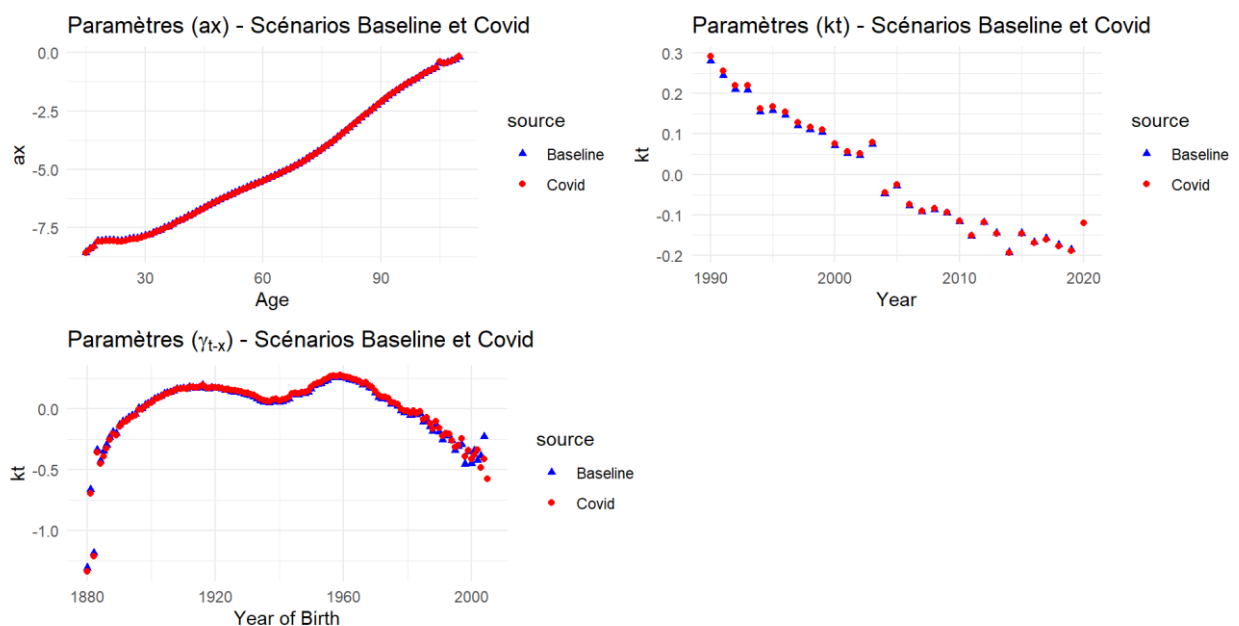 Paramètres (ax) - Scénarios Baseline et Covid
0.0
-2.5
-5.0
-7.5
ax
30
60
90
Age
source
Baseline
Covid
Paramètres (kt) - Scénarios Baseline et Covid
0.3
0.2
0.1
0.0
-0.1
-0.2
kt
1990
2000
2010
2020
Year
source
Baseline
Covid
Paramètres (γt-x) - Scénarios Baseline et Covid
0.0
-0.5
-1.0
kt
1880
1920
1960
2000
Year of Birth
source
Baseline
Covid